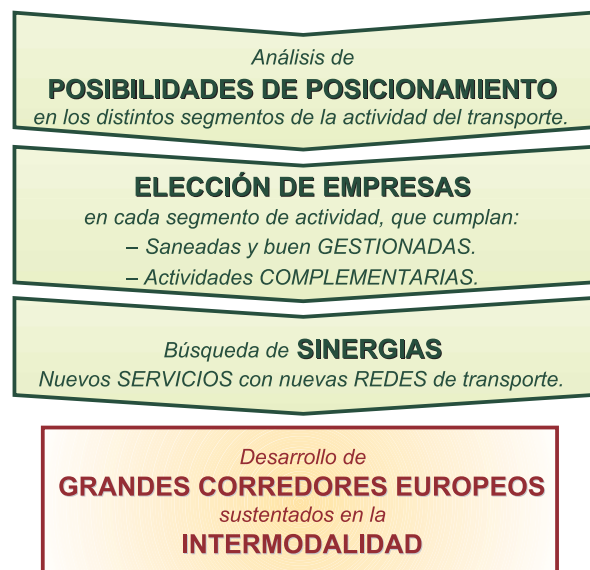 Análisis de
POSIBILIDADES DE POSICIONAMIENTO
en los distintos segmentos de la actividad del transporte.
ELECCIÓN DE EMPRESAS
en cada segmento de actividad, que cumplan:
– Saneadas y buen GESTIONADAS.
– Actividades COMPLEMENTARIAS.
Búsqueda de SINERGIAS
Nuevos SERVICIOS con nuevas REDES de transporte.
Desarrollo de
GRANDES CORREDORES EUROPEOS
sustentados en la
INTERMODALIDAD